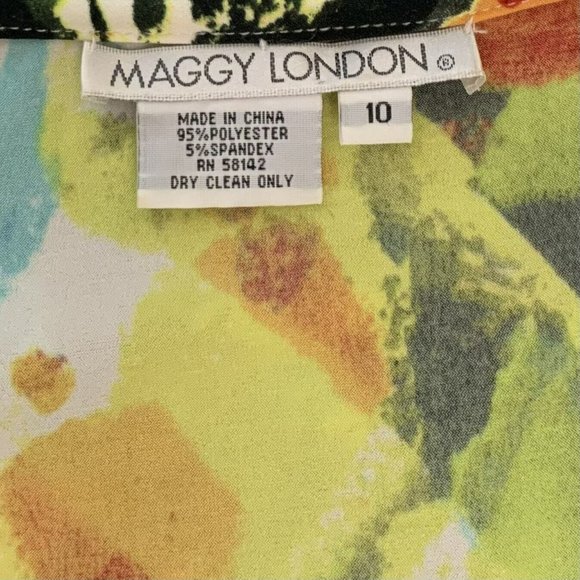 MAGGY LONDON®
MADE IN CHINA
95%POLYESTER
5%SPANDEX
RN 58142
DRY CLEAN ONLY
10